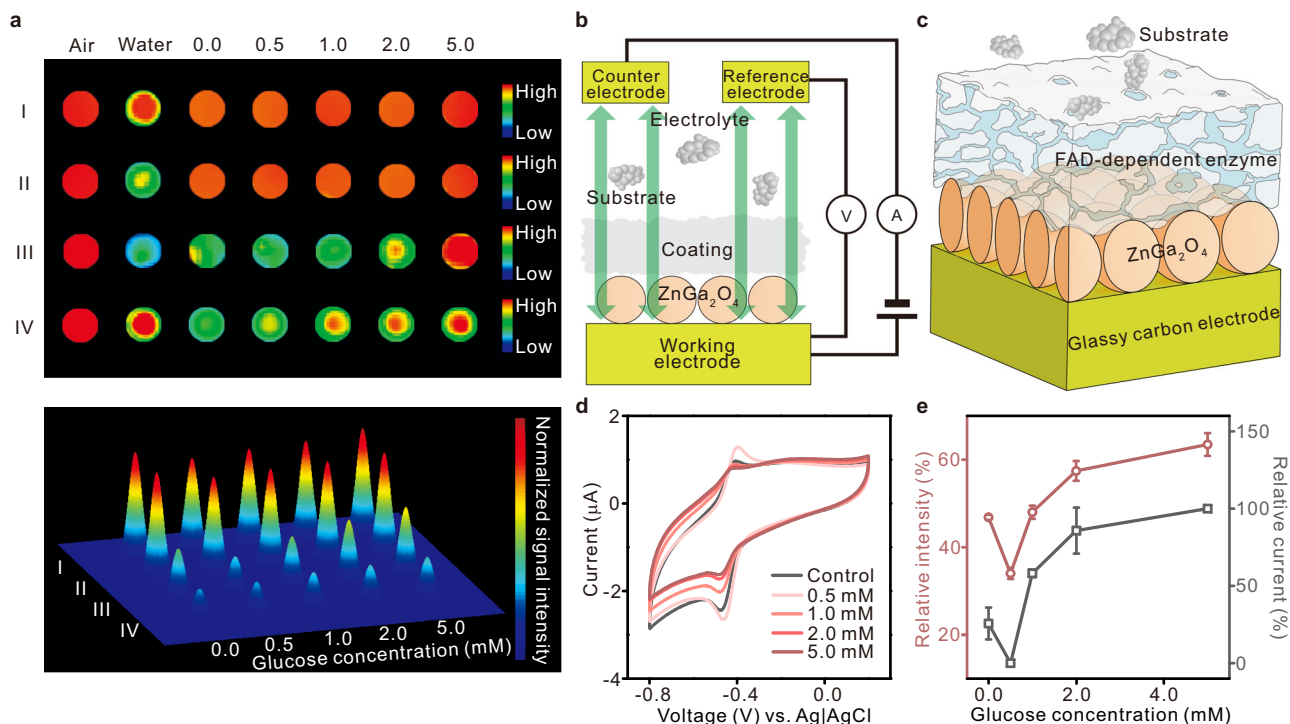 a
Air Water 0.0 0.5 1.0 2.0 5.0
I
High
Low
II
High
Low
III
High
Low
IV
High
Low
Normalized signal intensity
I
II
III
IV
0.0 0.5 1.0 2.0 5.0
Glucose concentration (mM)
b
Counter
electrode
Reference
electrode
Electrolyte
Substrate
V
A
Coating
ZnGa2O4
Working
electrode
c
Substrate
FAD-dependent enzyme
ZnGa2O4
Glassy carbon electrode
d
2
0
-2
-4
Current (μA)
Control
0.5 mM
1.0 mM
2.0 mM
5.0 mM
-0.8 -0.4 0.0
Voltage (V) vs. Ag|AgCl
e
60
40
20
Relative intensity (%)
150
100
50
0
Relative current (%)
0.0 2.0 4.0
Glucose concentration (mM)